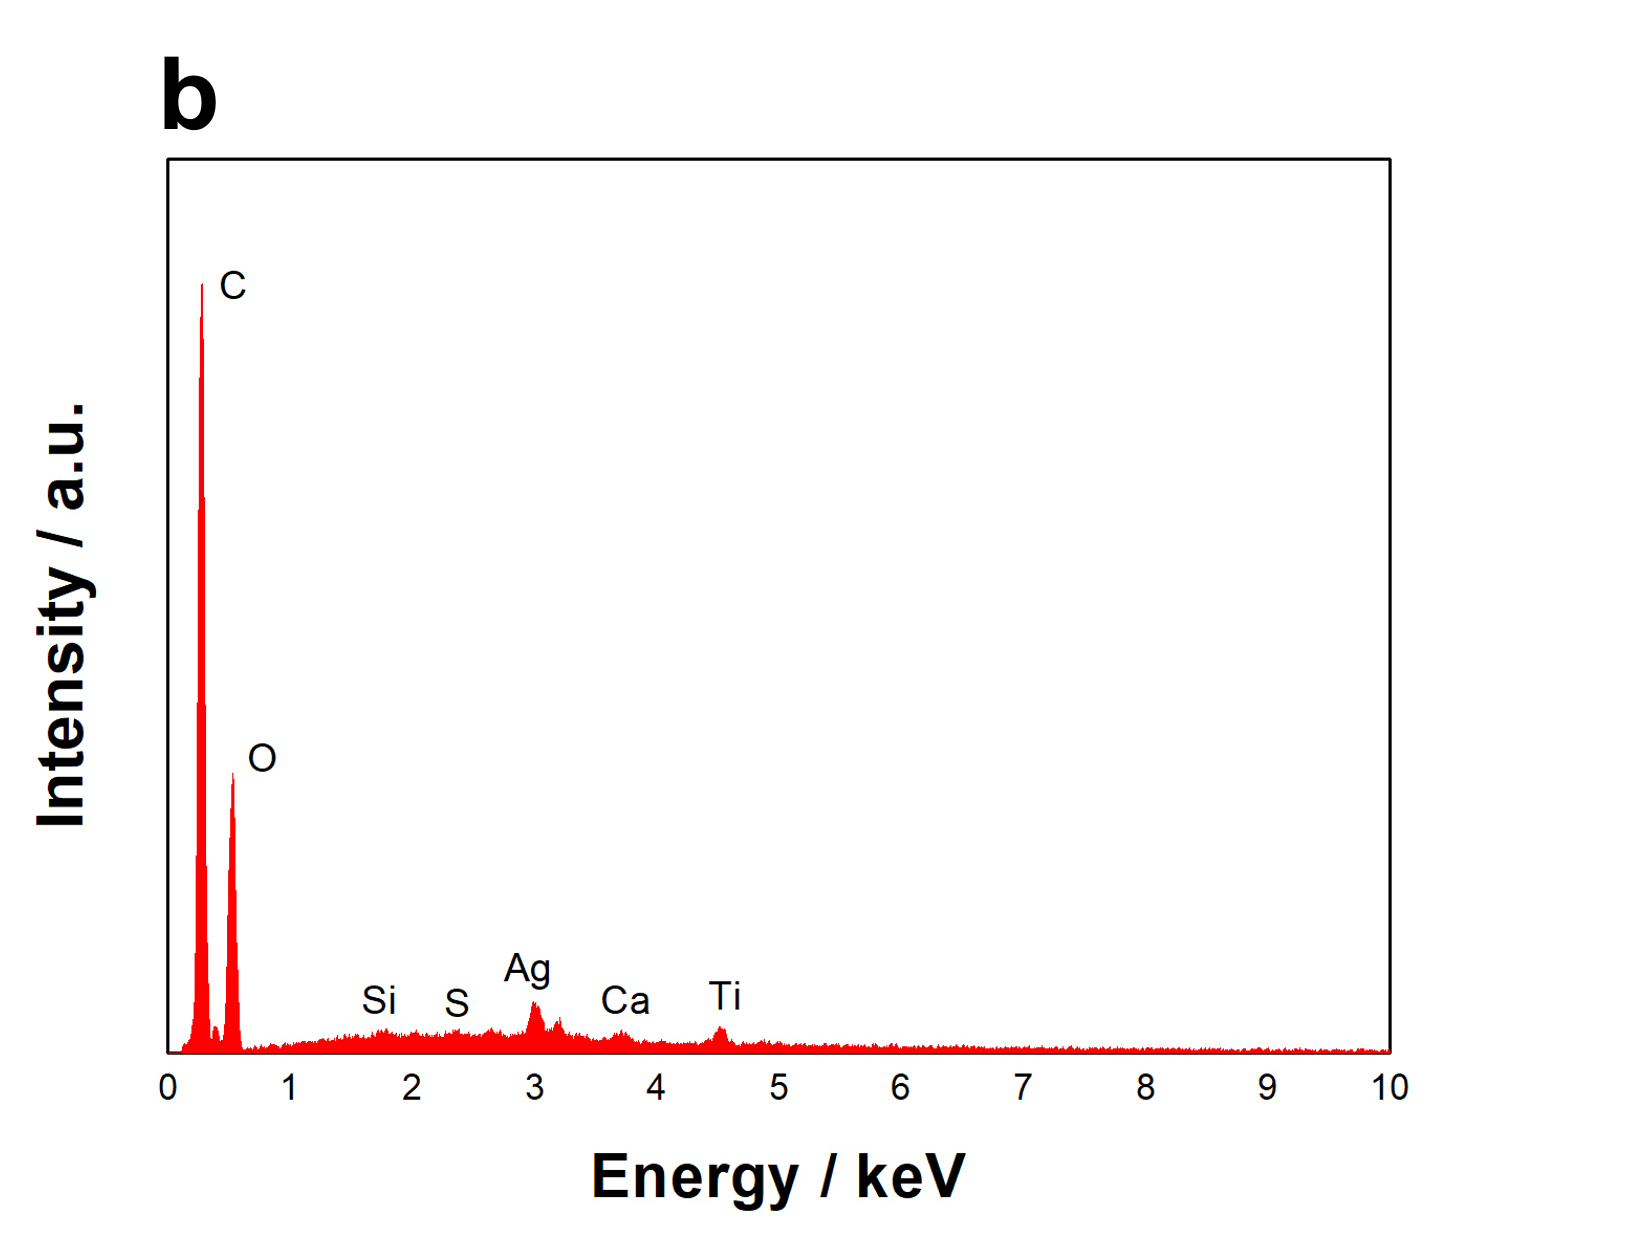 b
C
O
Ag
Si
S
Ca
Ti
0 1 2 3 4 5 6 7 8 9 10
Energy / keV
Intensity / a.u.